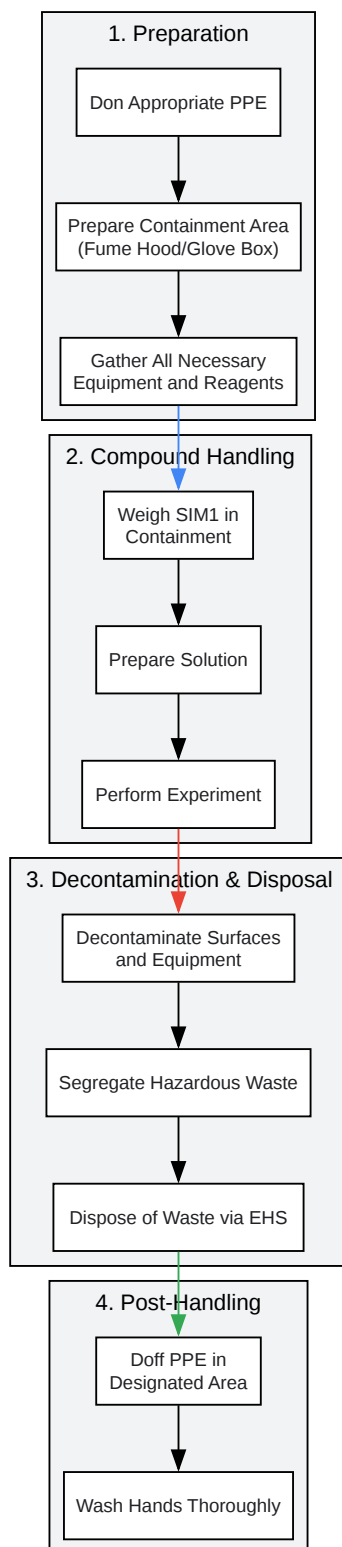 1. Preparation
Don Appropriate PPE
Prepare Containment Area
(Fume Hood/Glove Box)
Gather All Necessary
Equipment and Reagents
2. Compound Handling
Weigh SIM1 in
Containment
Prepare Solution
Perform Experiment
3. Decontamination & Disposal
Decontaminate Surfaces
and Equipment
Segregate Hazardous Waste
Dispose of Waste via EHS
4. Post-Handling
Doff PPE in
Designated Area
Wash Hands Thoroughly